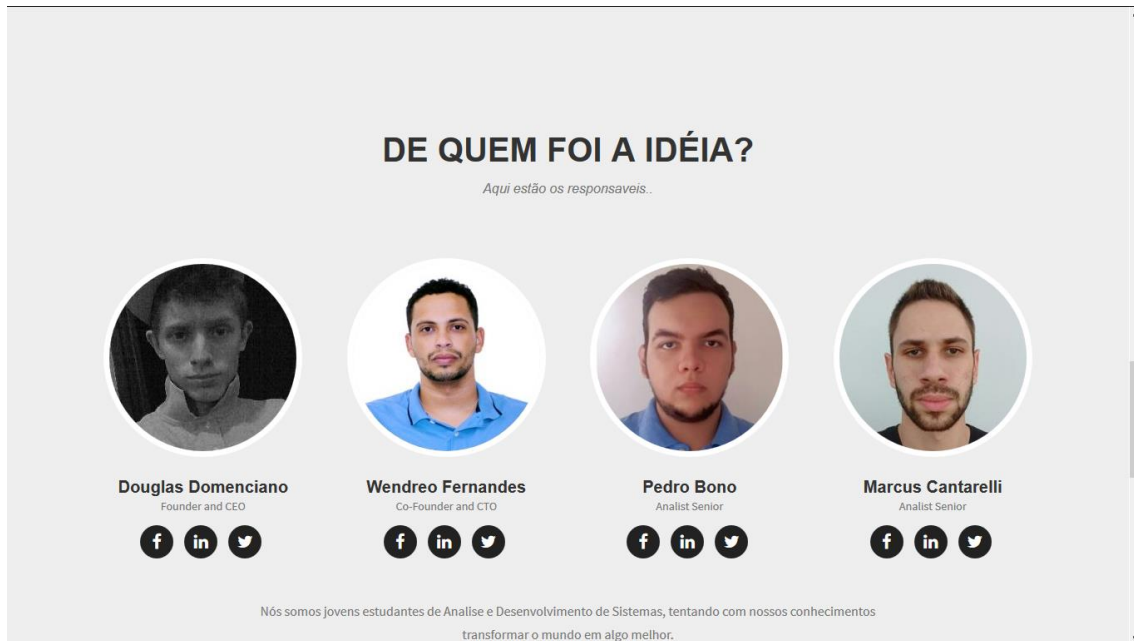 DE QUEM FOI A IDÉIA?
Aqui estão os responsaveis..
Douglas Domenciano
Founder and CEO
Wendreo Fernandes
Co-Founder and CTO
Pedro Bono
Analist Senior
Marcus Cantarelli
Analist Senior
Nós somos jovens estudantes de Analise e Desenvolvimento de Sistemas, tentando com nossos conhecimentos
transformar o mundo em algo melhor.